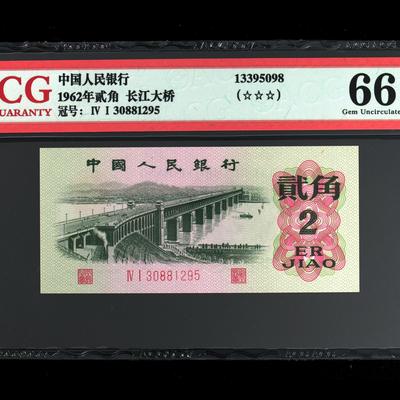 CG
UARANTY
中国人民银行
1962年贰角 长江大桥
冠号: Ⅳ Ⅰ 30881295
13395098
(☆☆☆)
66
Gem Uncirculate
中國人民銀行
貳角
2
ER
JIAO
Ⅳ Ⅰ 30881295